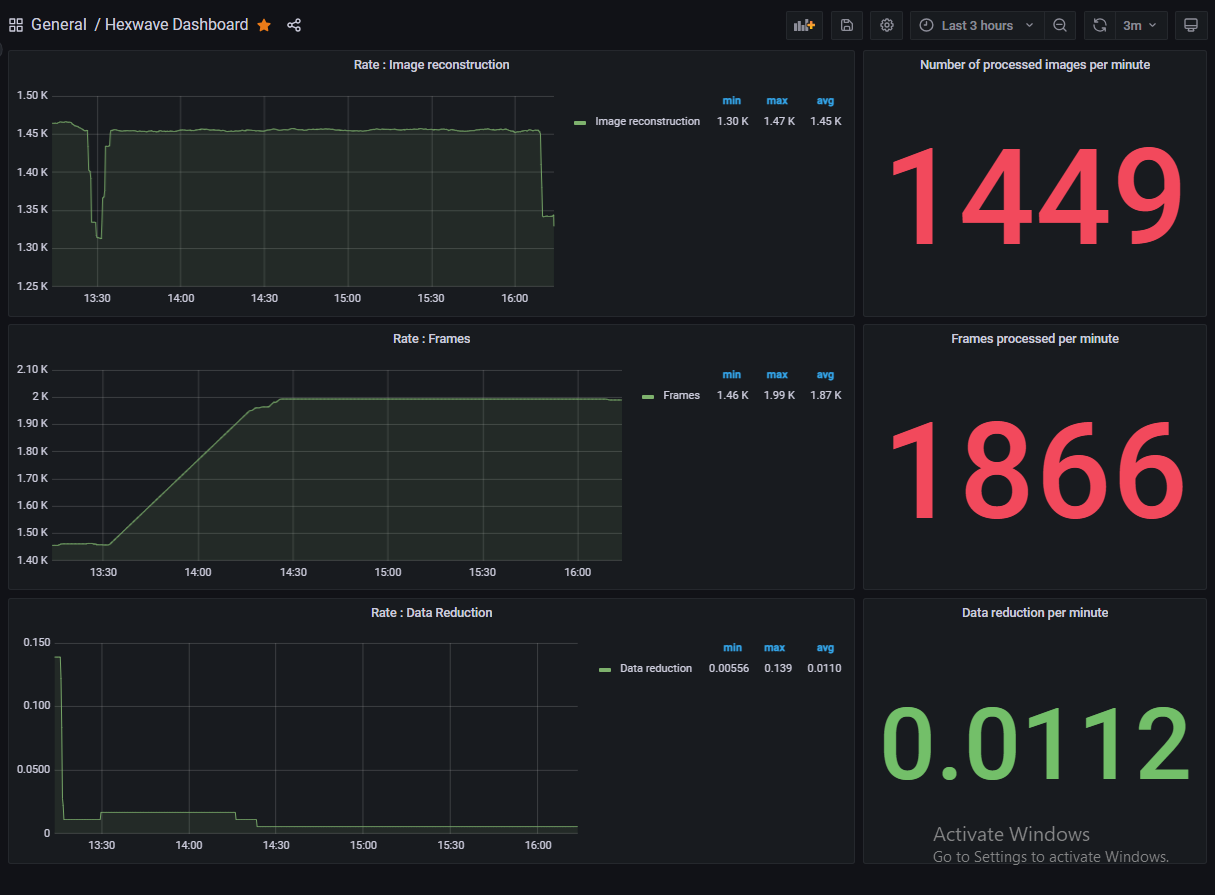 General / Hexwave Dashboard
Last 3 hours
3m
Rate : Image reconstruction
1.50 K
1.45 K
1.40 K
1.35 K
1.30 K
1.25 K
13:30 14:00 14:30 15:00 15:30 16:00
min max avg
Image reconstruction 1.30 K 1.47 K 1.45 K
Number of processed images per minute
1449
Rate : Frames
2.10 K
2 K
1.90 K
1.80 K
1.70 K
1.60 K
1.50 K
1.40 K
13:30 14:00 14:30 15:00 15:30 16:00
min max avg
Frames 1.46 K 1.99 K 1.87 K
Frames processed per minute
1866
Rate : Data Reduction
0.150
0.100
0.0500
0
13:30 14:00 14:30 15:00 15:30 16:00
min max avg
Data reduction 0.00556 0.139 0.0110
Data reduction per minute
0.0112
Activate Windows
Go to Settings to activate Windows.